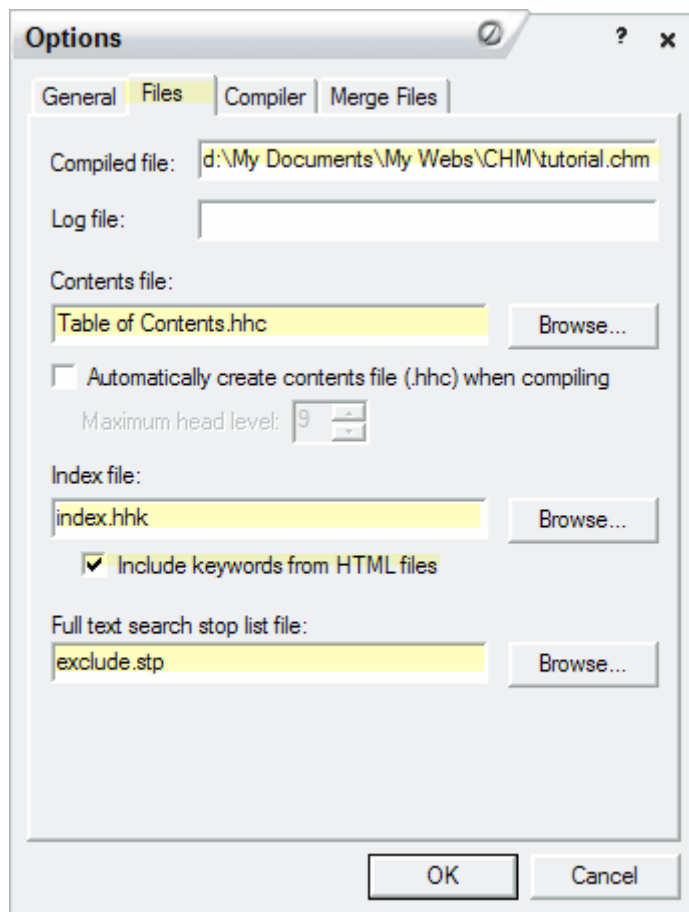 Options
? x
General Files Compiler Merge Files
Compiled file: d:\My Documents\My Webs\CHM\tutorial.chm
Log file:
Contents file:
Table of Contents.hhc Browse...
Automatically create contents file (.hhc) when compiling
Maximum head level: 9
Index file:
index.hhk Browse...
Include keywords from HTML files
Full text search stop list file:
exclude.stp Browse...
OK Cancel